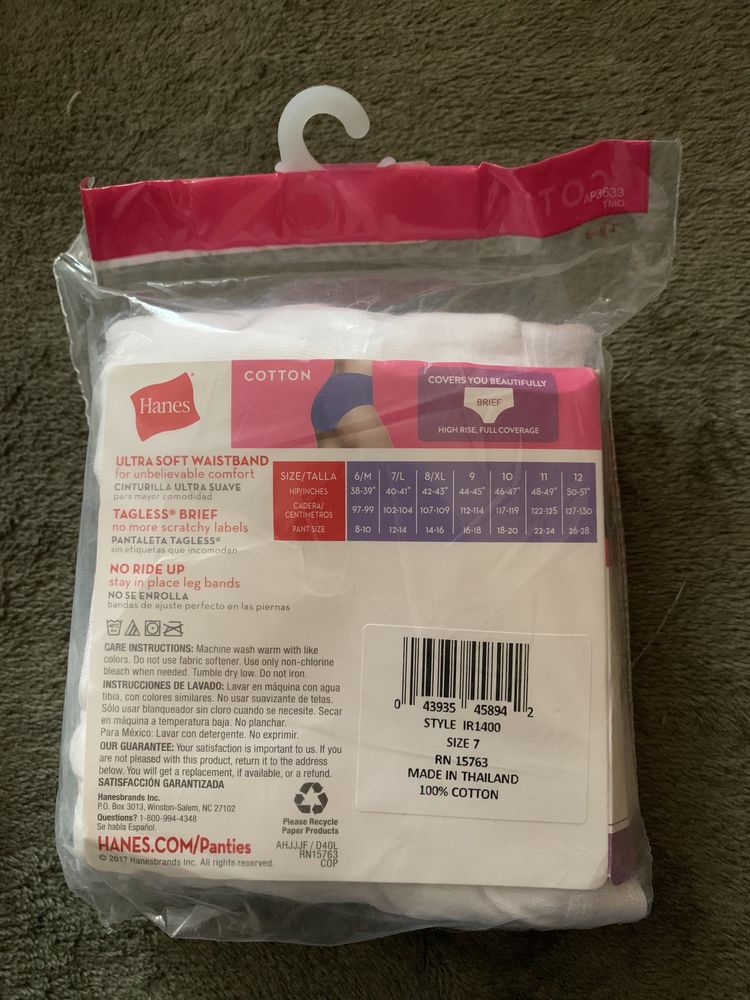 AP3633
TMO
Hanes
COTTON
COVERS YOU BEAUTIFULLY
BRIEF
HIGH RISE, FULL COVERAGE
ULTRA SOFT WAISTBAND
for unbelievable comfort
CINTURILLA ULTRA SUAVE
para mayor comodidad
TAGLESS® BRIEF
no more scratchy labels
PANTALETA TAGLESS®
sin etiquetas que incomodan
NO RIDE UP
stay in place leg bands
NO SE ENROLLA
bandas de ajuste perfecto en las piernas
SIZE/TALLA 6/M 7/L 8/XL 9 10 11 12
HIP/INCHES 38-39" 40-41" 42-43" 44-45" 46-47" 48-49" 50-51"
CADERA/
CENTIMETROS 97-99 102-104 107-109 112-114 117-119 122-125 127-130
PANT SIZE 8-10 12-14 14-16 16-18 18-20 22-24 26-28
CARE INSTRUCTIONS: Machine wash warm with like
colors. Do not use fabric softener. Use only non-chlorine
bleach when needed. Tumble dry low. Do not iron.
INSTRUCCIONES DE LAVADO: Lavar en máquina con agua
tibia, con colores similares. No usar suavizante de telas.
Sólo usar blanqueador sin cloro cuando se necesite. Secar
en máquina a temperatura baja. No planchar.
Para México: Lavar con detergente. No exprimir.
OUR GUARANTEE: Your satisfaction is important to us. If you
are not pleased with this product, return it to the address
below. You will get a replacement, if available, or a refund.
SATISFACCIÓN GARANTIZADA
Hanesbrands Inc.
P.O. Box 3013, Winston-Salem, NC 27102
Questions? 1-800-994-4348
Se habla Español.
HANES.COM/Panties
© 2017 Hanesbrands Inc. All rights reserved.
Please Recycle
Paper Products
AHJJJF / D40L
RN15763
COP
0 43935 45894 2
STYLE IR1400
SIZE 7
RN 15763
MADE IN THAILAND
100% COTTON